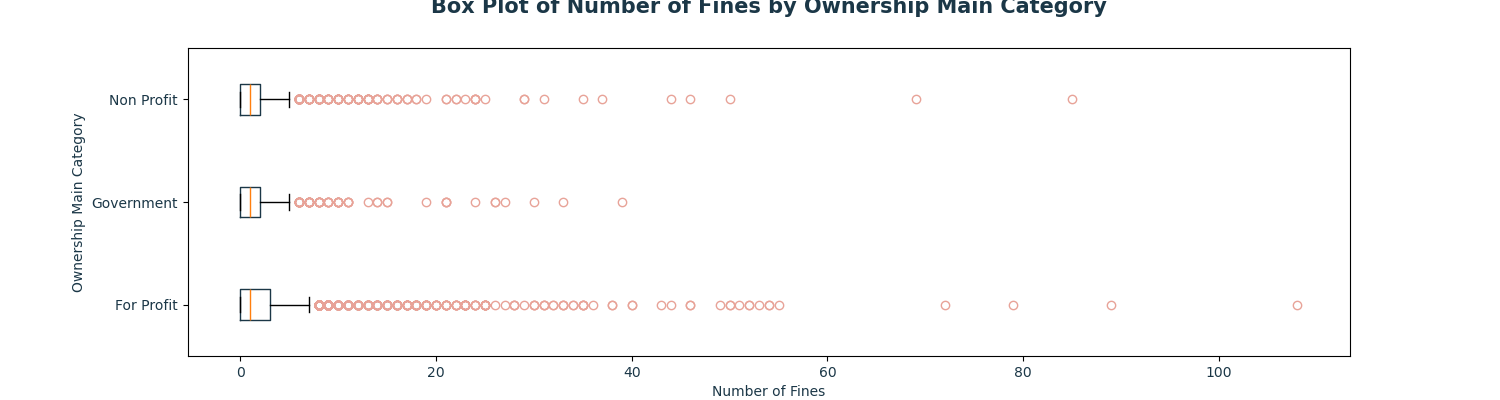 Box Plot of Number of Fines by Ownership Main Category
Ownership Main Category
Non Profit
Government
For Profit
0 20 40 60 80 100
Number of Fines